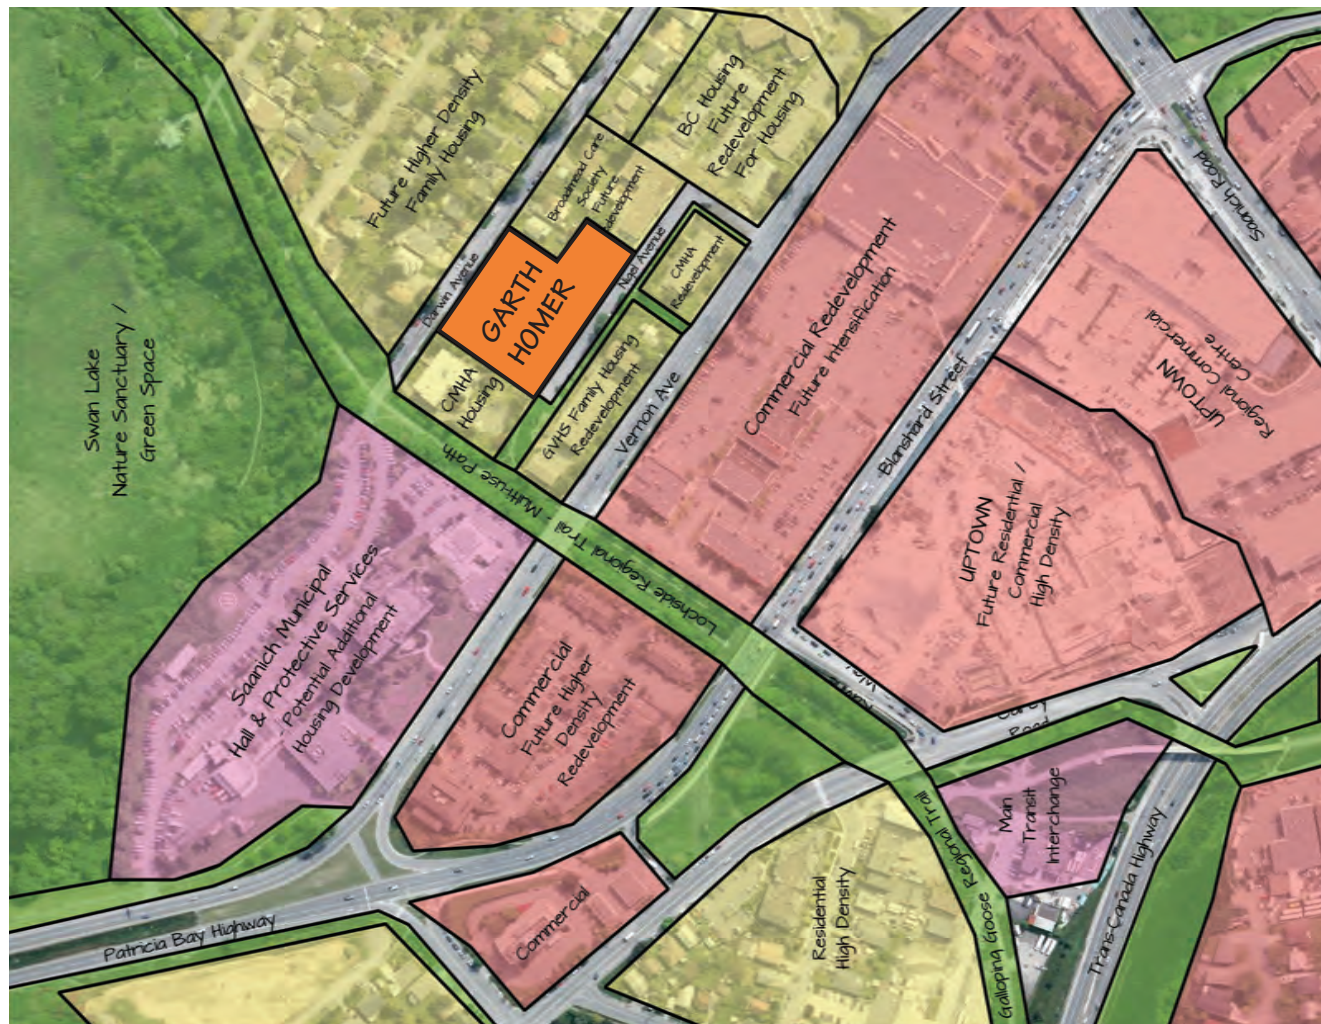 Future Higher Density
Family Housing
BC Housing
Future
Redevelopment
For Housing
Broadmead Care
Society
Future
Saanich Road
Swan Lake
Nature Sanctuary /
Green Space
Darwin Avenue
GARTH
HOMER
Nigel Avenue
CMHA
Redevelopment
Commercial Redevelopment
Future Intensification
UPTOWN
Regional Commercial
Centre
CMHA
Housing
GVHS Family Housing
Redevelopment
Vernon Ave
Blanshard Street
UPTOWN
Future Residential /
Commercial
High Density
Lochside Regional Trail - Multi-use Path
Saanich Municipal
Hall & Protective Services
- Potential Additional
Housing Development
Commercial
Future Higher
Density
Redevelopment
Road
Man
Transit
Interchange
Galloping Goose Regional Trail
Trans-Canada Highway
Residential
High Density
Commercial
Patricia Bay Highway